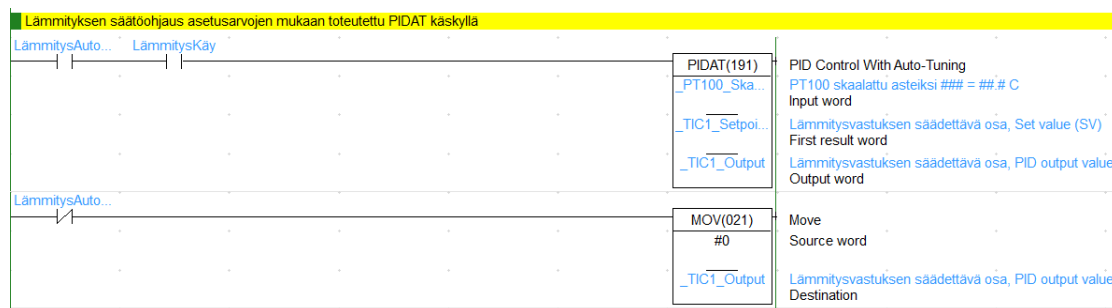 Lämmityksen säätöohjaus asetusarvojen mukaan toteutettu PIDAT käskyllä
LämmitysAuto... LämmitysKäy
PIDAT(191) PID Control With Auto-Tuning
_PT100_Ska... PT100 skaalattu asteiksi ### = ##.# C
Input word
_TIC1_Setpoi... Lämmitysvastuksen säädettävä osa, Set value (SV)
First result word
_TIC1_Output Lämmitysvastuksen säädettävä osa, PID output value
Output word
LämmitysAuto...
MOV(021) Move
#0 Source word
_TIC1_Output Lämmitysvastuksen säädettävä osa, PID output value
Destination